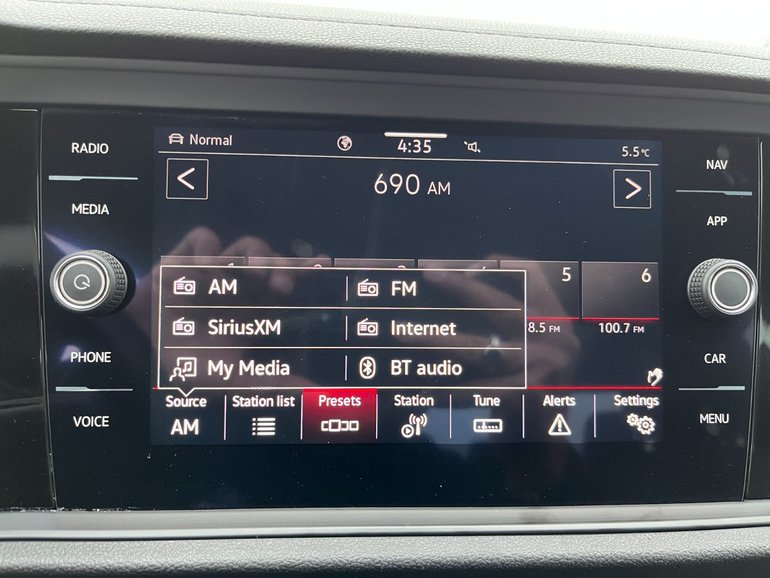 RADIO
MEDIA
PHONE
VOICE
Normal
4:35
5.5°C
690 AM
5
6
8.5 FM
100.7 FM
AM
FM
SiriusXM
Internet
My Media
BT audio
Source
AM
Station list
Presets
Station
Tune
Alerts
Settings
NAV
APP
CAR
MENU